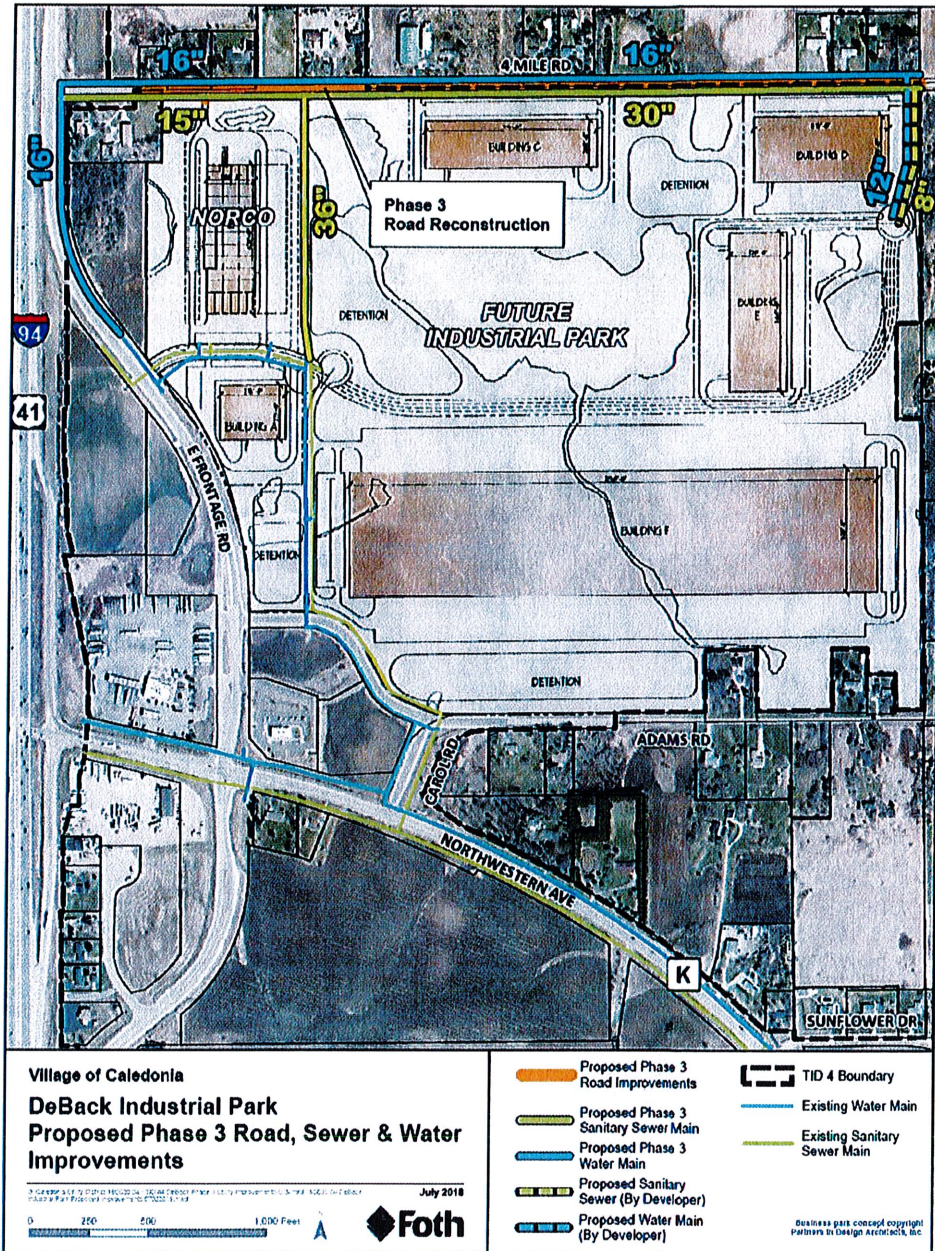 16"
16"
4 MILE RD
15"
30"
16"
BUILDING C
BUILDING D
DETENTION
12"
8"
NORCO
36"
Phase 3
Road Reconstruction
DETENTION
FUTURE
INDUSTRIAL PARK
BUILDING
E
94
41
BUILDING A
E FRONTAGE RD
BUILDING F
DETENTION
DETENTION
ADAMS RD
CAROL RD
NORTHWESTERN AVE
K
SUNFLOWER DR
Village of Caledonia
DeBack Industrial Park
Proposed Phase 3 Road, Sewer & Water
Improvements
July 2018
0 250 500 1,000 Feet
Foth
Proposed Phase 3
Road Improvements
Proposed Phase 3
Sanitary Sewer Main
Proposed Phase 3
Water Main
Proposed Sanitary
Sewer (By Developer)
Proposed Water Main
(By Developer)
TID 4 Boundary
Existing Water Main
Existing Sanitary
Sewer Main
Business park concept copyright
Partners in Design Architects, Inc.